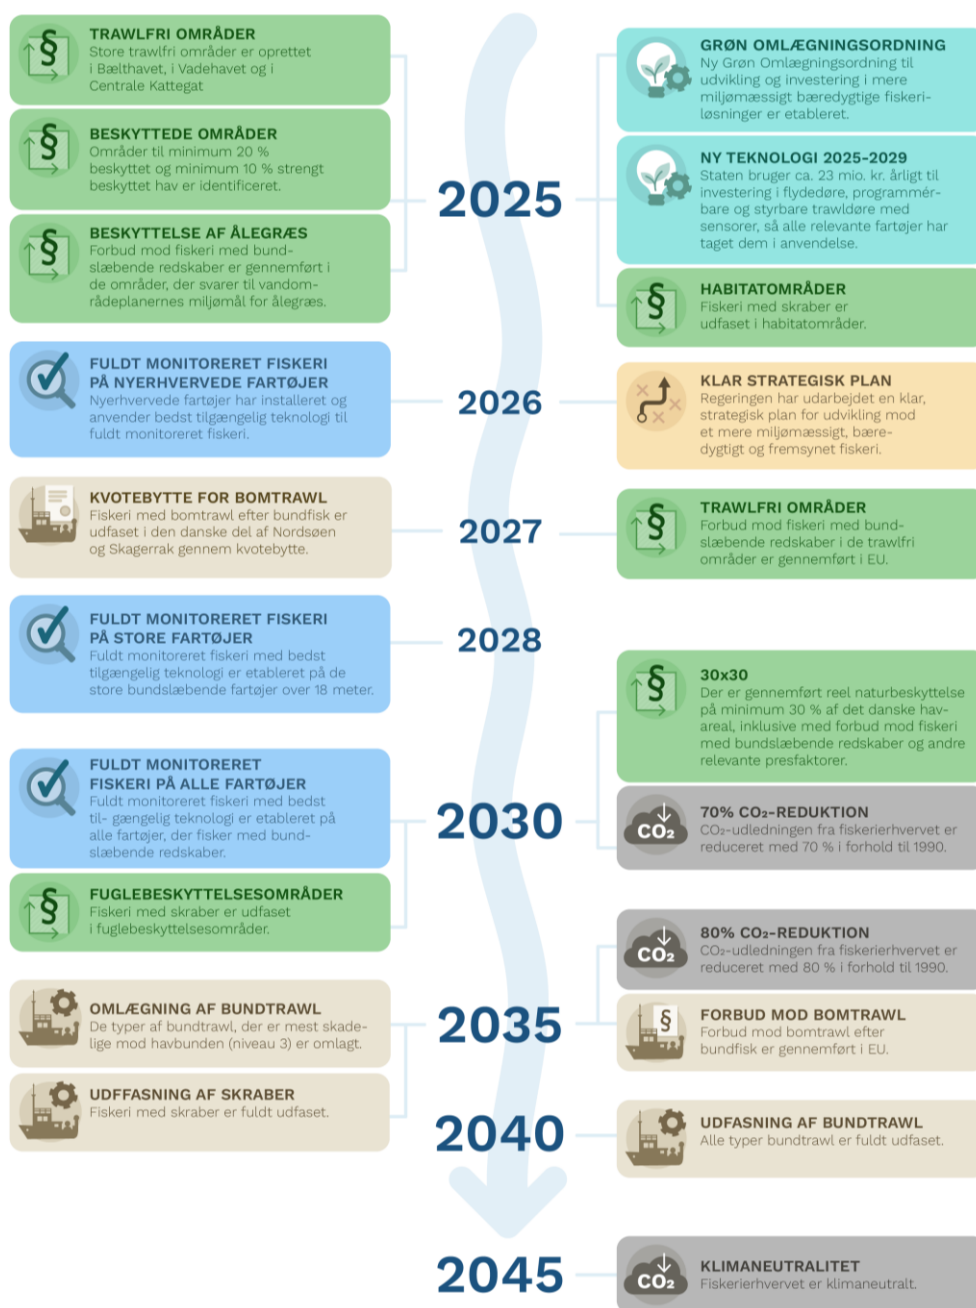 TRAWLFRI OMRÅDER
Store trawlfri områder er oprettet
i Bælthavet, i Vadehavet og i
Centrale Kattegat
BESKYTTEDE OMRÅDER
Områder til minimum 20 %
beskyttet og minimum 10 % strengt
beskyttet hav er identificeret.
BESKYTTELSE AF ÅLEGRÆS
Forbud mod fiskeri med bund-
slæbende redskaber er gennemført i
de områder, der svarer til vandom-
rådeplanernes miljømål for ålegræs.
2025
GRØN OMLÆGNINGSORDNING
Ny Grøn Omlægningsordning til
udvikling og investering i mere
miljømæssigt bæredygtige fiskeri-
løsninger er etableret.
NY TEKNOLOGI 2025-2029
Staten bruger ca. 23 mio. kr. årligt til
investering i flydedøre, programmér-
bare og styrbare trawldøre med
sensorer, så alle relevante fartøjer har
taget dem i anvendelse.
HABITATOMRÅDER
Fiskeri med skraber er
udfaset i habitatområder.
FULDT MONITORERET FISKERI
PÅ NYERHVERVEDE FARTØJER
Nyerhvervede fartøjer har installeret og
anvender bedst tilgængelig teknologi til
fuldt monitoreret fiskeri.
2026
KLAR STRATEGISK PLAN
Regeringen har udarbejdet en klar,
strategisk plan for udvikling mod
et mere miljømæssigt, bære-
dygtigt og fremsynet fiskeri.
KVOTEBYTTE FOR BOMTRAWL
Fiskeri med bomtrawl efter bundfisk er
udfaset i den danske del af Nordsøen
og Skagerrak gennem kvotebytte.
2027
TRAWLFRI OMRÅDER
Forbud mod fiskeri med bund-
slæbende redskaber i de trawlfri
områder er gennemført i EU.
FULDT MONITORERET FISKERI
PÅ STORE FARTØJER
Fuldt monitoreret fiskeri med bedst
tilgængelig teknologi er etableret på de
store bundslæbende fartøjer over 18 meter.
2028
30x30
Der er gennemført reel naturbeskyttelse
på minimum 30 % af det danske hav-
areal, inklusive med forbud mod fiskeri
med bundslæbende redskaber og andre
relevante presfaktorer.
FULDT MONITORERET
FISKERI PÅ ALLE FARTØJER
Fuldt monitoreret fiskeri med bedst
til- gængelig teknologi er etableret på
alle fartøjer, der fisker med bund-
slæbende redskaber.
FUGLEBESKYTTELSESOMRÅDER
Fiskeri med skraber er udfaset
i fuglebeskyttelsesområder.
2030
CO₂
70% CO₂-REDUKTION
CO₂-udledningen fra fiskerierhvervet er
reduceret med 70 % i forhold til 1990.
CO₂
80% CO₂-REDUKTION
CO₂-udledningen fra fiskerierhvervet er
reduceret med 80 % i forhold til 1990.
OMLÆGNING AF BUNDTRAWL
De typer af bundtrawl, der er mest skade-
lige mod havbunden (niveau 3) er omlagt.
UDFFASNING AF SKRABER
Fiskeri med skraber er fuldt udfaset.
2035
FORBUD MOD BOMTRAWL
Forbud mod bomtrawl efter
bundfisk er gennemført i EU.
2040
UDFASNING AF BUNDTRAWL
Alle typer bundtrawl er fuldt udfaset.
2045
CO₂
KLIMANEUTRALITET
Fiskerierhvervet er klimaneutralt.